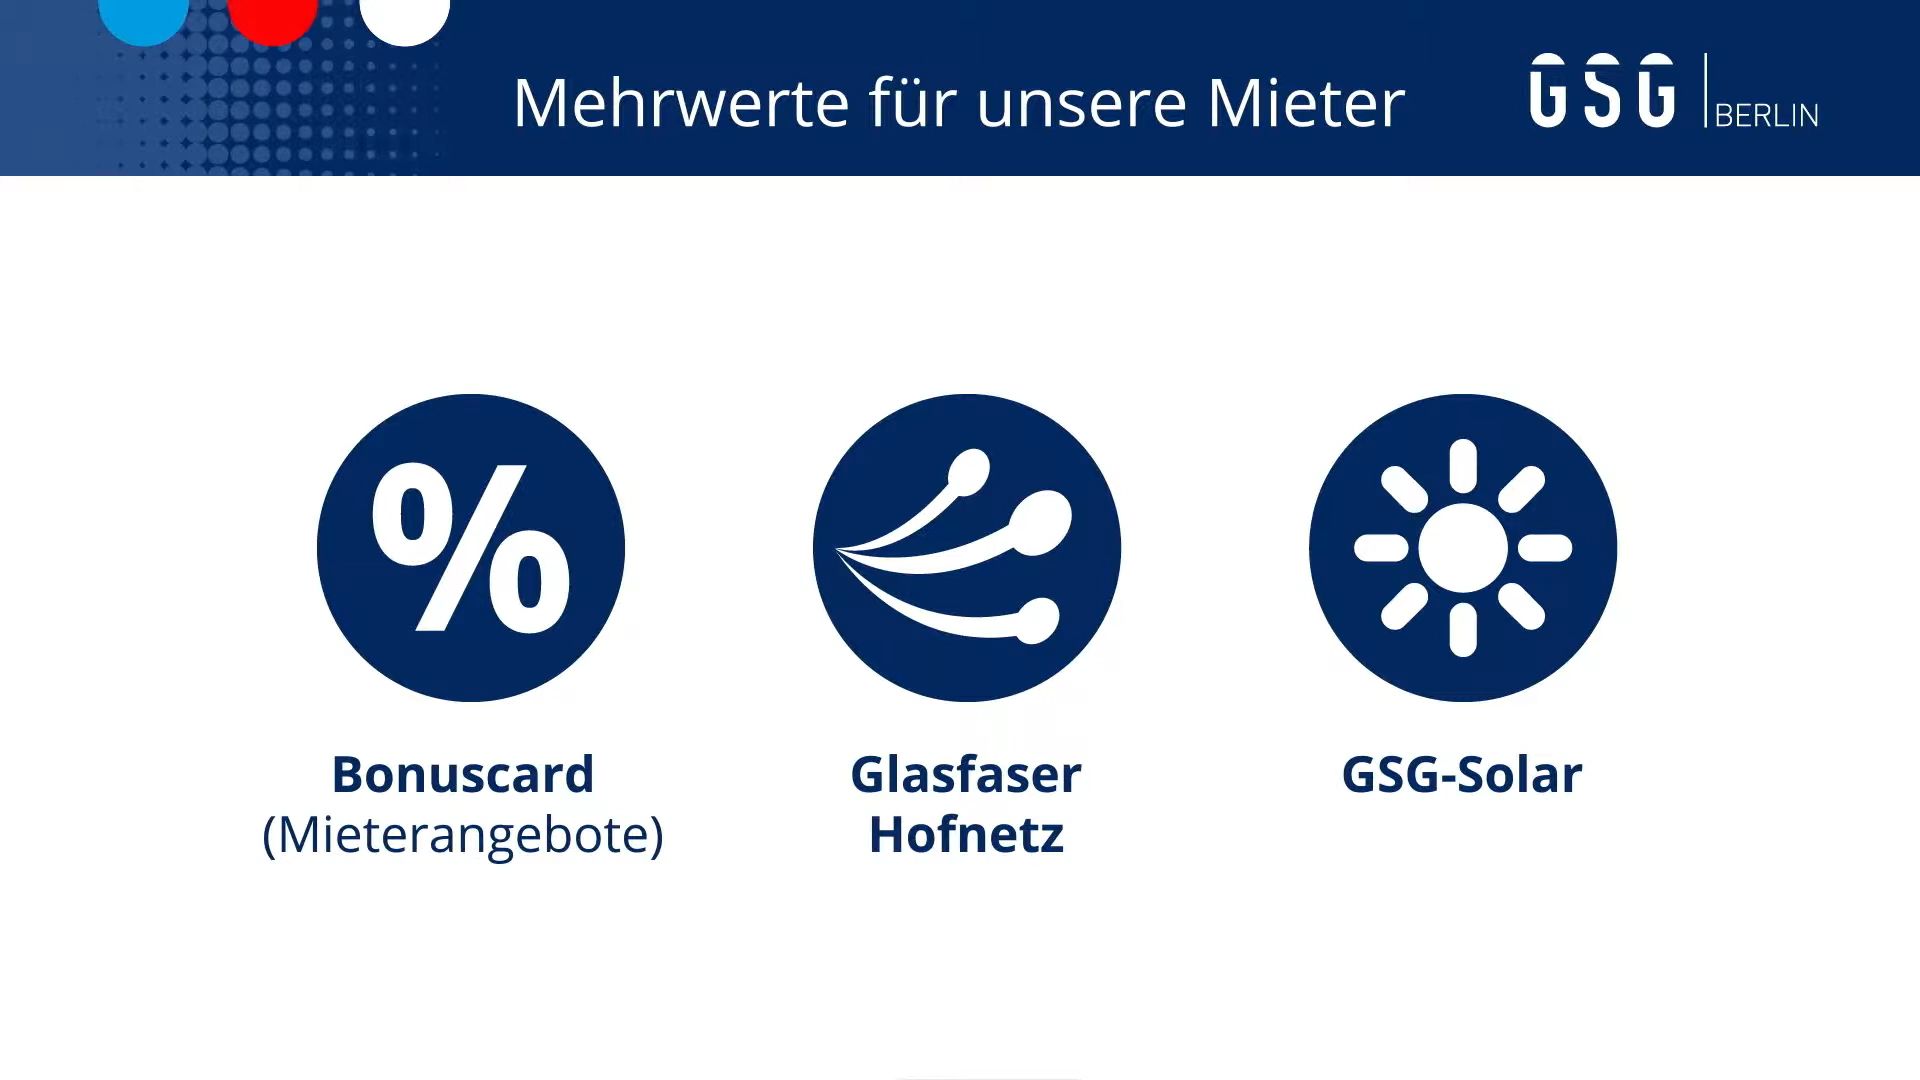 Mehrwerte für unsere Mieter
GSG BERLIN
%
Bonuscard
(Mieterangebote)
Glasfaser
Hofnetz
GSG-Solar